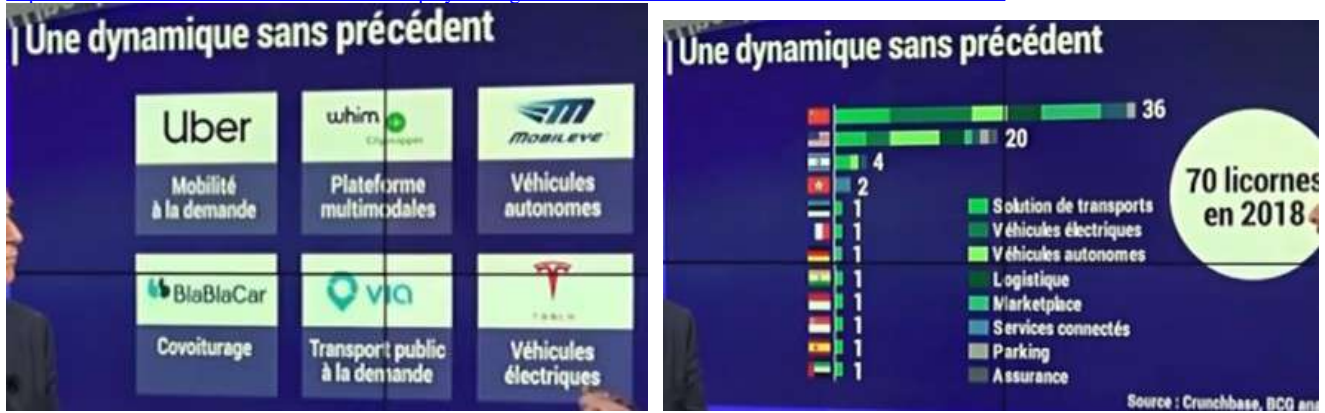 Une dynamique sans précédent
Uber
Mobilité
à la demande
whim
Citymapper
Plateforme
multimodales
MOBILEYE
Véhicules
autonomes
BlaBlaCar
Covoiturage
via
Transport public
à la demande
TESLA
Véhicules
électriques
Une dynamique sans précédent
36
20
4
2
1
1
1
1
1
1
1
1
Solution de transports
Véhicules électriques
Véhicules autonomes
Logistique
Marketplace
Services connectés
Parking
Assurance
70 licornes
en 2018
Source : Crunchbase, BCG ana